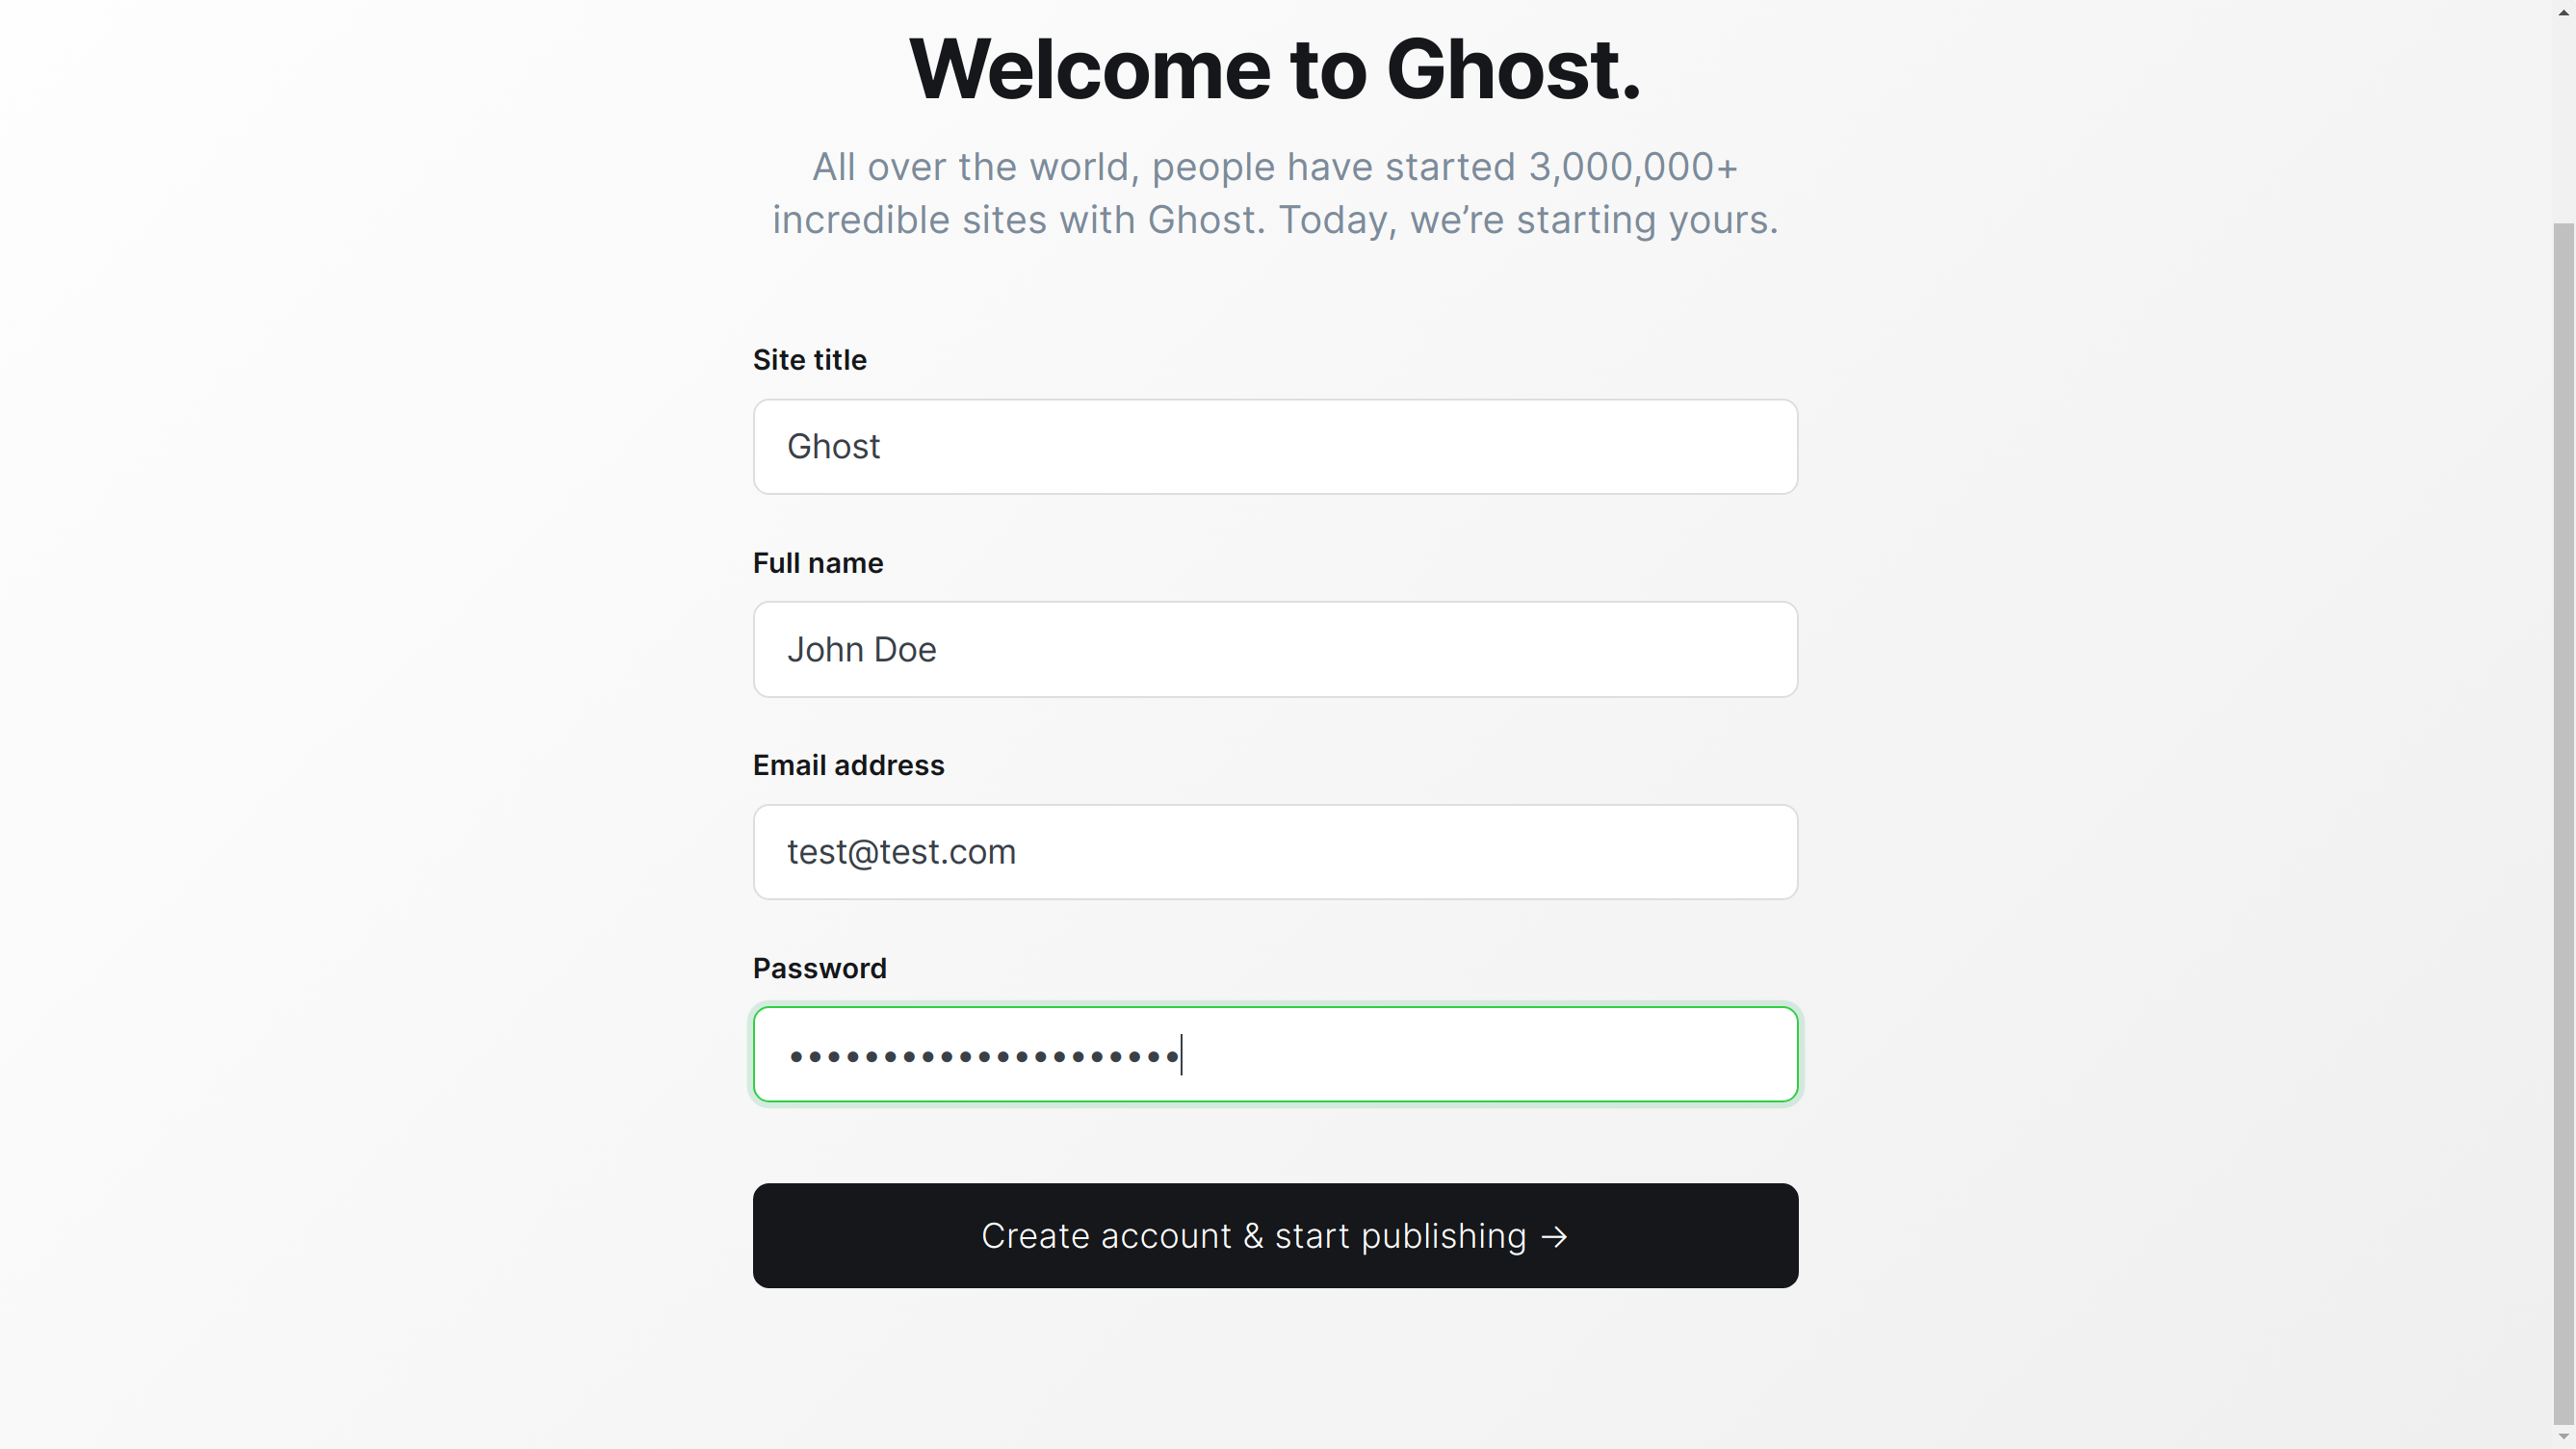 Welcome to Ghost.
All over the world, people have started 3,000,000+
incredible sites with Ghost. Today, we’re starting yours.
Site title
Ghost
Full name
John Doe
Email address
test@test.com
Password
•••••••••••••••••••••
Create account & start publishing →